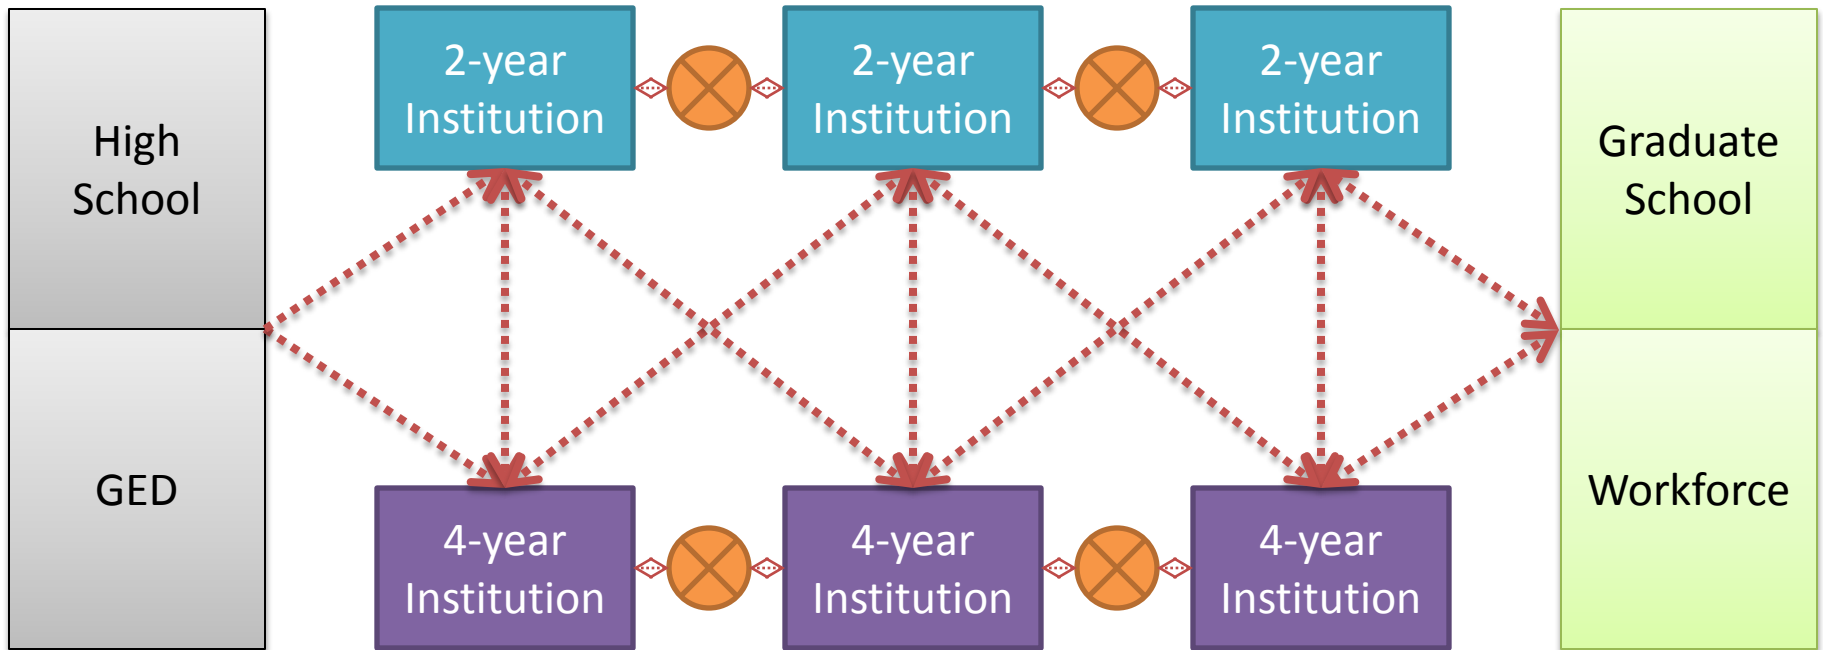 High
School
GED
2-year
Institution
2-year
Institution
2-year
Institution
4-year
Institution
4-year
Institution
4-year
Institution
Graduate
School
Workforce